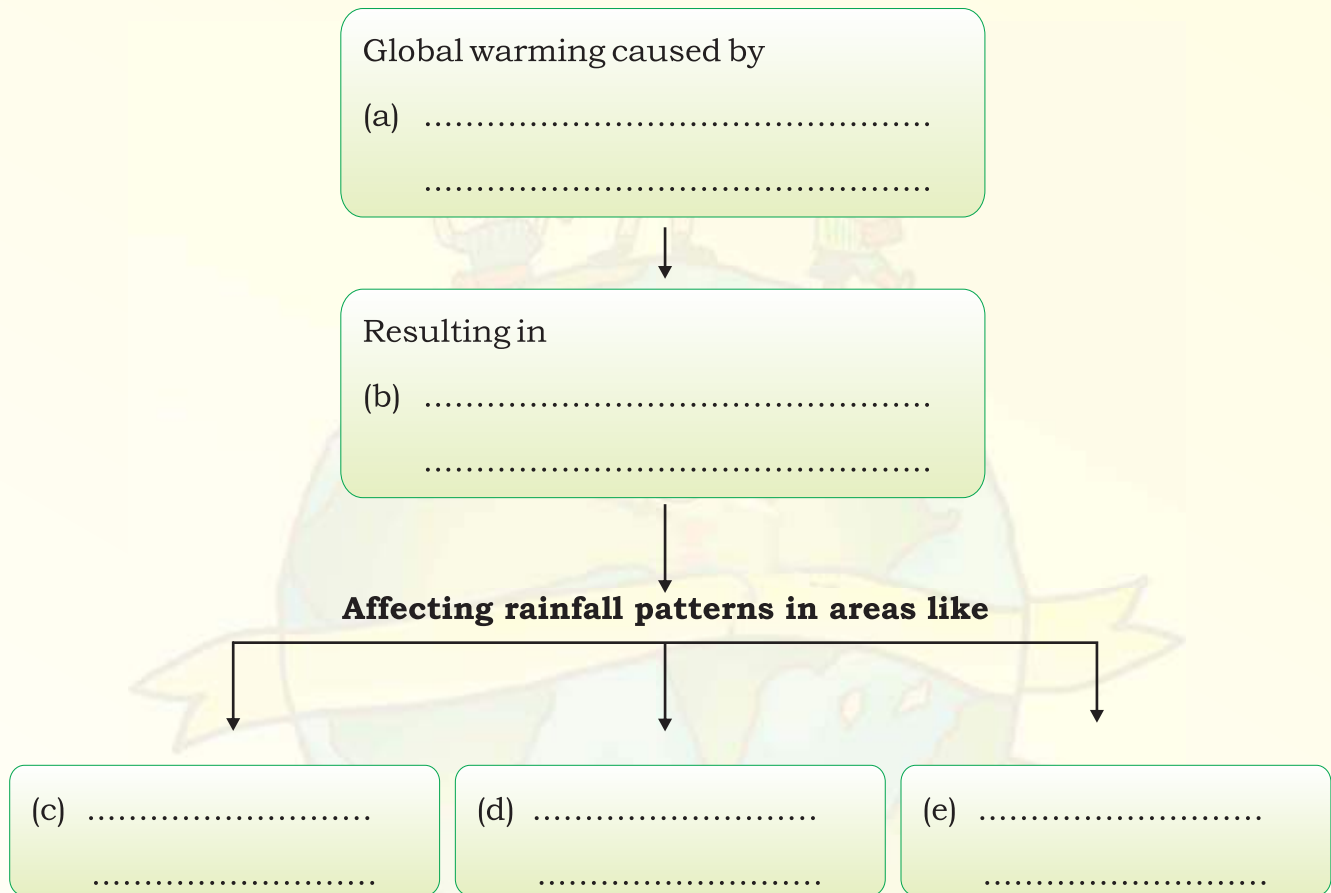 Global warming caused by
(a) ................................................
................................................
Resulting in
(b) ................................................
................................................
Affecting rainfall patterns in areas like
(c) ........................... (d) ........................... (e) ...........................
........................... ........................... ...........................